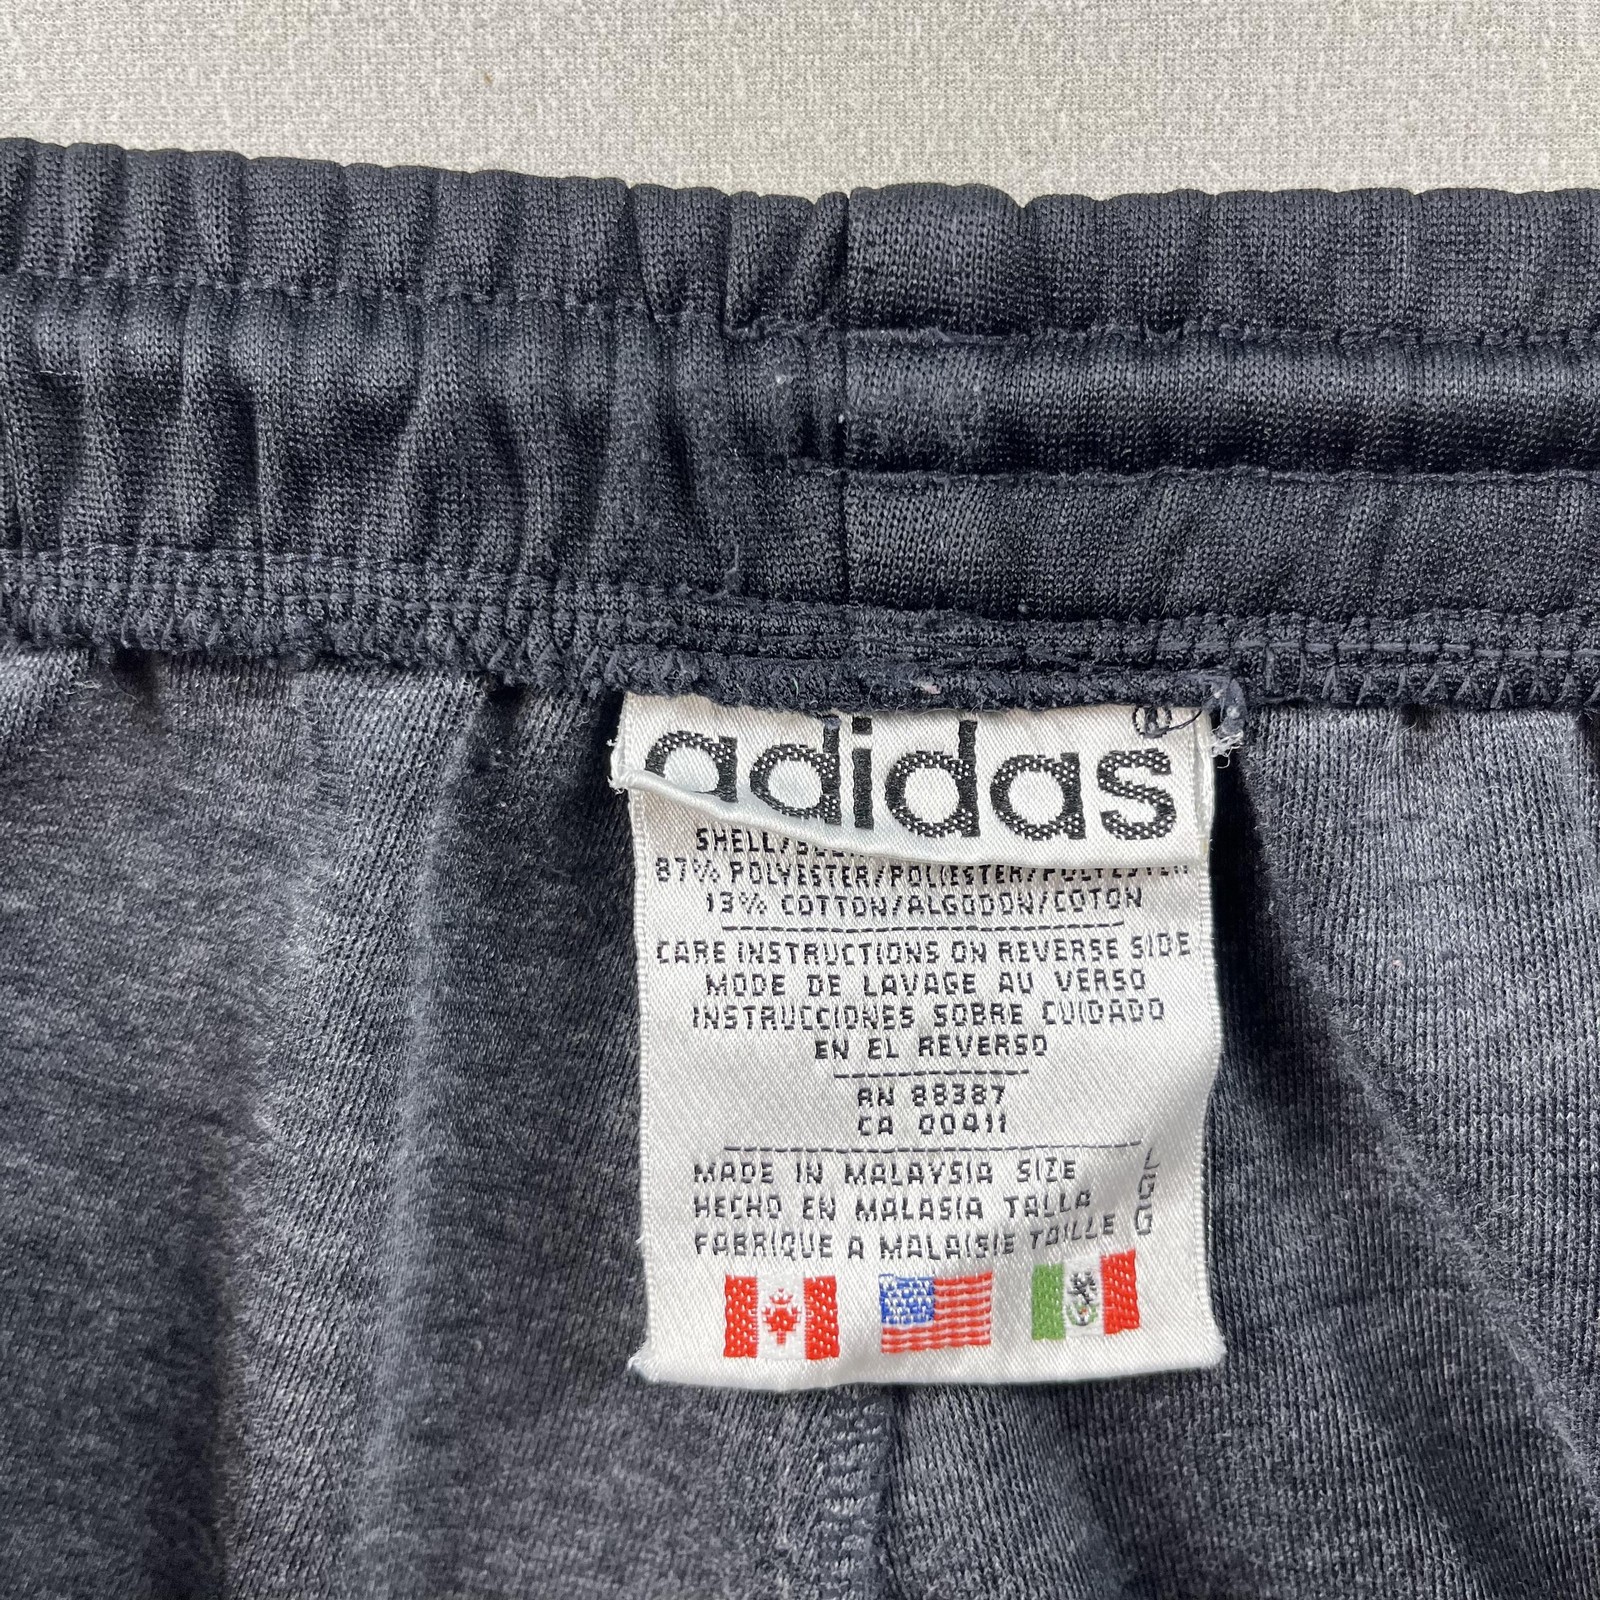 adidas®
SHELL/
87% POLYESTER/POLIESTER/POLYESTER
13% COTTON/ALGODON/COTON
CARE INSTRUCTIONS ON REVERSE SIDE
MODE DE LAVAGE AU VERSO
INSTRUCCIONES SOBRE CUIDADO
EN EL REVERSO
RN 88387
CA 00411
MADE IN MALAYSIA SIZE L
HECHO EN MALASIA TALLA G
FABRIQUE A MALAISIE TAILLE G